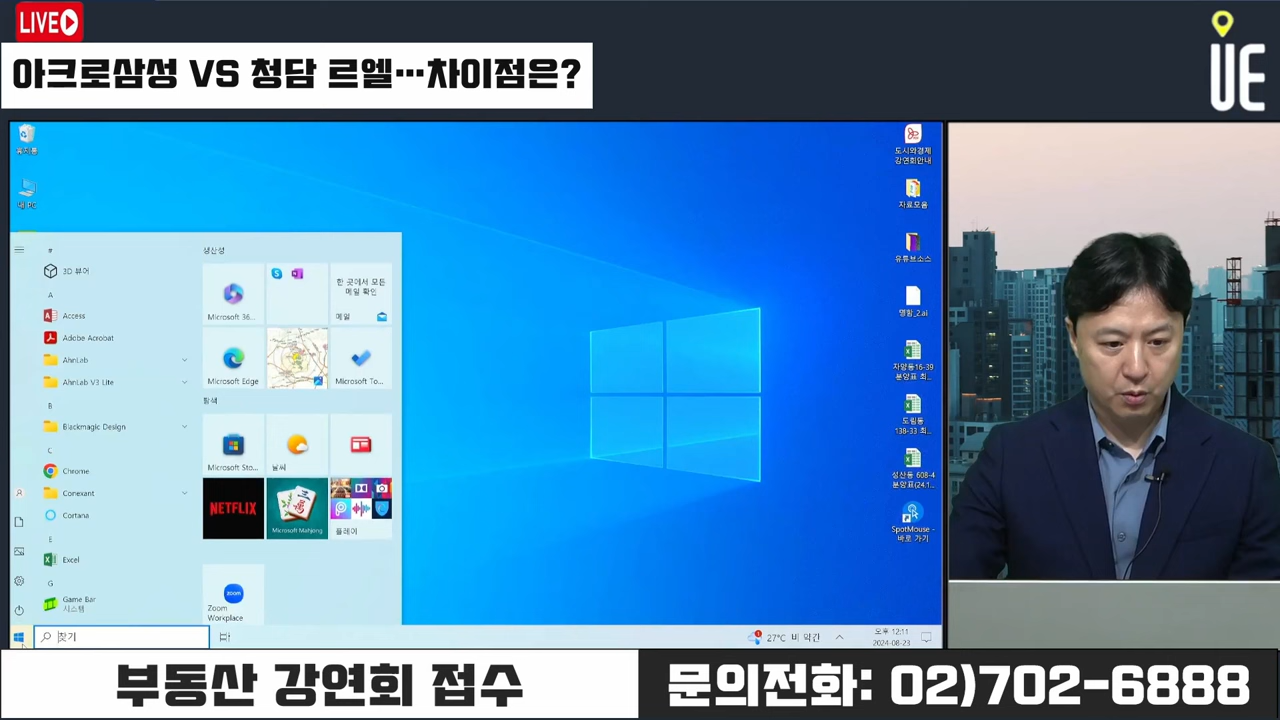 LIVE
아크로삼성 VS 청담 르엘…차이점은?
UE
휴지통
내 PC
#
3D 뷰어
A
Access
Adobe Acrobat
AhnLab
AhnLab V3 Lite
B
Blackmagic Design
C
Chrome
Conexant
Cortana
E
Excel
G
Game Bar
시스템
생산성
Microsoft 36...
한 곳에서 모든
메일 확인
메일
Microsoft Edge
Microsoft To...
탐색
Microsoft Sto...
날씨
NETFLIX
Microsoft Mahjong
플레이
zoom
Zoom
Workplace
도시와경제
강연회안내
자료모음
유튜브소스
명함_2.ai
자양동16-39
분양표 최...
도림동
138-33 최...
성산동 608-4
분양표(24.1...
SpotMouse -
바로 가기
찾기
27°C 비 약간
오후 12:11
2024-08-23
부동산 강연회 접수
문의전화: 02)702-6888